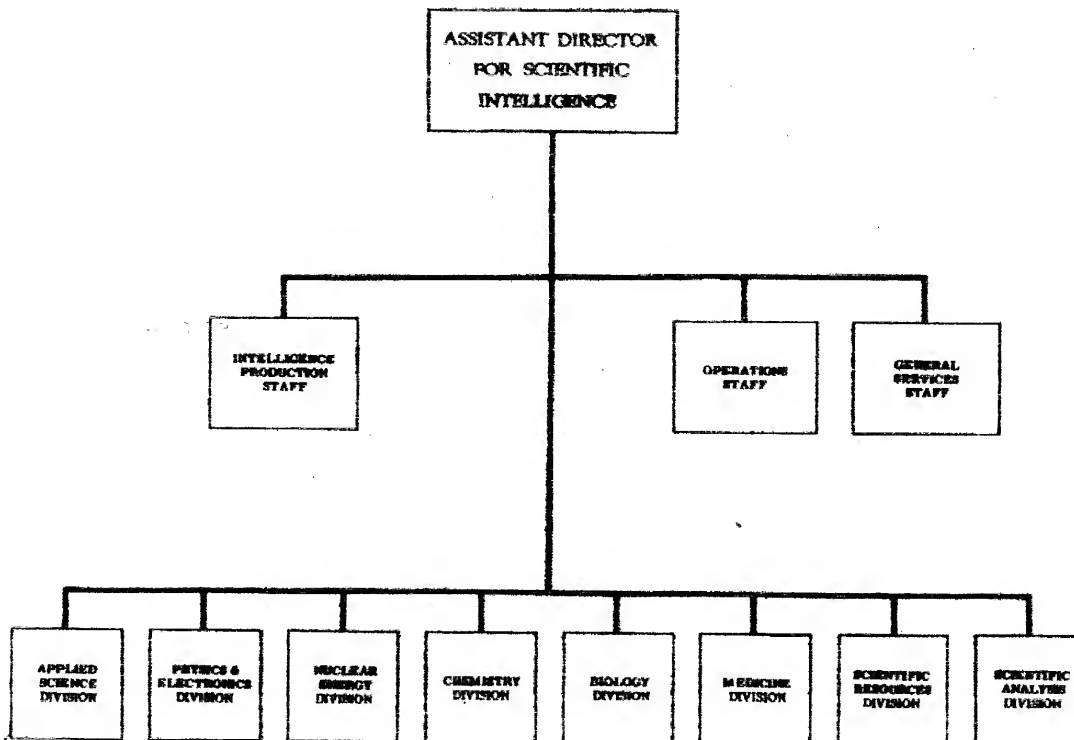 ASSISTANT DIRECTOR
FOR SCIENTIFIC
INTELLIGENCE
INTELLIGENCE
PRODUCTION
STAFF
OPERATIONS
STAFF
GENERAL
SERVICES
STAFF
APPLIED
SCIENCE
DIVISION
PHYSICS &
ELECTRONICS
DIVISION
NUCLEAR
ENERGY
DIVISION
CHEMISTRY
DIVISION
BIOLOGY
DIVISION
MEDICINE
DIVISION
SCIENTIFIC
RESOURCES
DIVISION
SCIENTIFIC
ANALYSIS
DIVISION